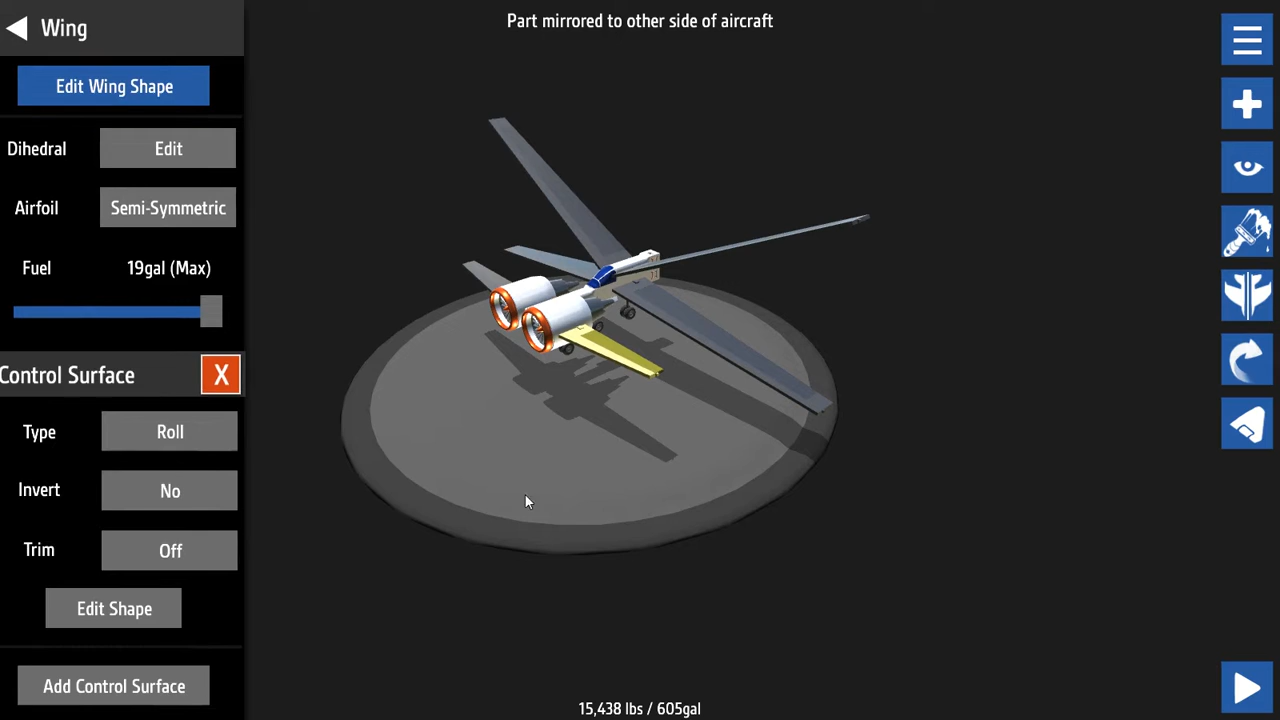 Wing
Part mirrored to other side of aircraft
Edit Wing Shape
Dihedral Edit
Airfoil Semi-Symmetric
Fuel 19gal (Max)
Control Surface X
Type Roll
Invert No
Trim Off
Edit Shape
Add Control Surface
15,438 lbs / 605gal